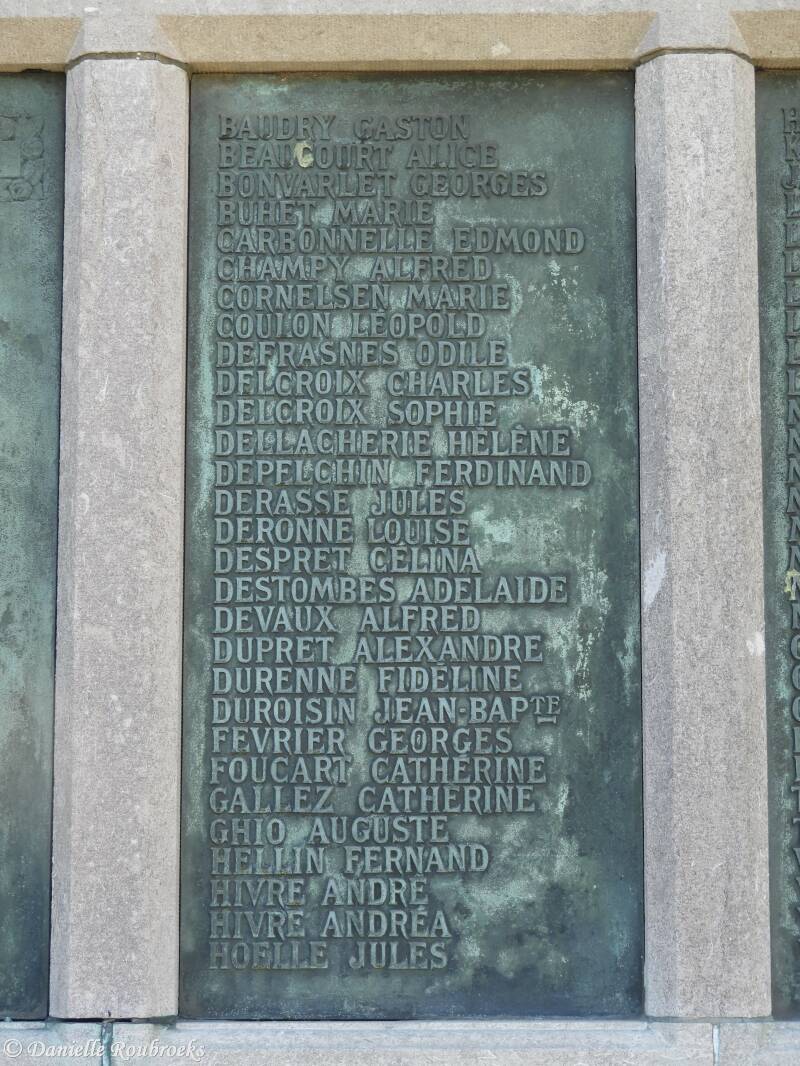 BAUDRY GASTON
BEAUCOURT ALICE
BONVARLET GEORGES
BUHET MARIE
CARBONNELLE EDMOND
CHAMPY ALFRED
CORNELSEN MARIE
COULON LÉOPOLD
DEFRASNES ODILE
DELCROIX CHARLES
DELCROIX SOPHIE
DELLACHERIE HÉLÈNE
DEPELCHIN FERDINAND
DERASSE JULES
DERONNE LOUISE
DESPRET CÉLINA
DESTOMBES ADELAIDE
DEVAUX ALFRED
DUPRET ALEXANDRE
DURENNE FIDÉLINE
DUROISIN JEAN-BAPTE
FEVRIER GEORGES
FOUCART CATHERINE
GALLEZ CATHERINE
GHIO AUGUSTE
HELLIN FERNAND
HIVRE ANDRÉ
HIVRE ANDRÉA
HOELLE JULES
© Danielle Roubroeks